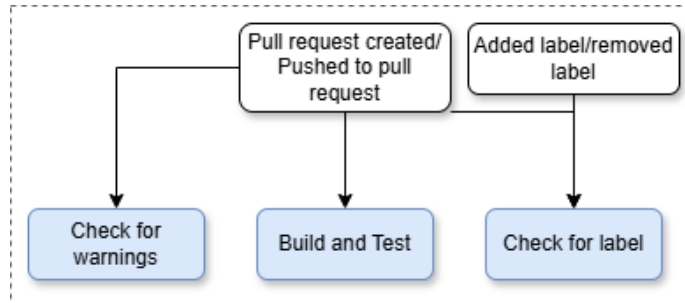 Pull request created/
Pushed to pull
request
Added label/removed
label
Check for
warnings
Build and Test
Check for label